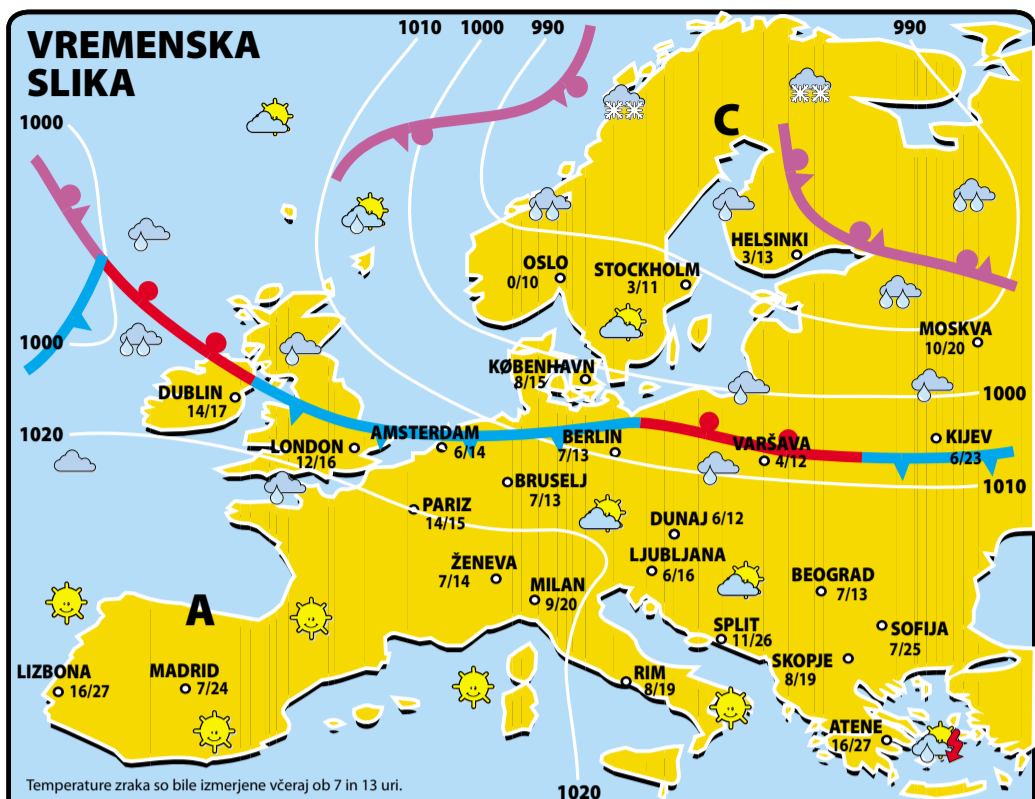 VREMENSKA
SLIKA
1010
1000
990
990
1000
C
HELSINKI
3/13
OSLO
0/10
STOCKHOLM
3/11
MOSKVA
10/20
1000
KØBENHAVN
8/15
DUBLIN
14/17
1000
1020
LONDON
12/16
AMSTERDAM
6/14
BERLIN
7/13
VARŠAVA
4/12
KIJEV
6/23
1010
BRUSELJ
7/13
PARIZ
14/15
DUNAJ 6/12
LJUBLJANA
6/16
ŽENEVA
7/14
MILAN
9/20
BEOGRAD
7/13
A
SPLIT
11/26
SOFIJA
7/25
SKOPJE
8/19
LIZBONA
16/27
MADRID
7/24
RIM
8/19
ATENE
16/27
Temperature zraka so bile izmerjene včeraj ob 7 in 13 uri.
1020